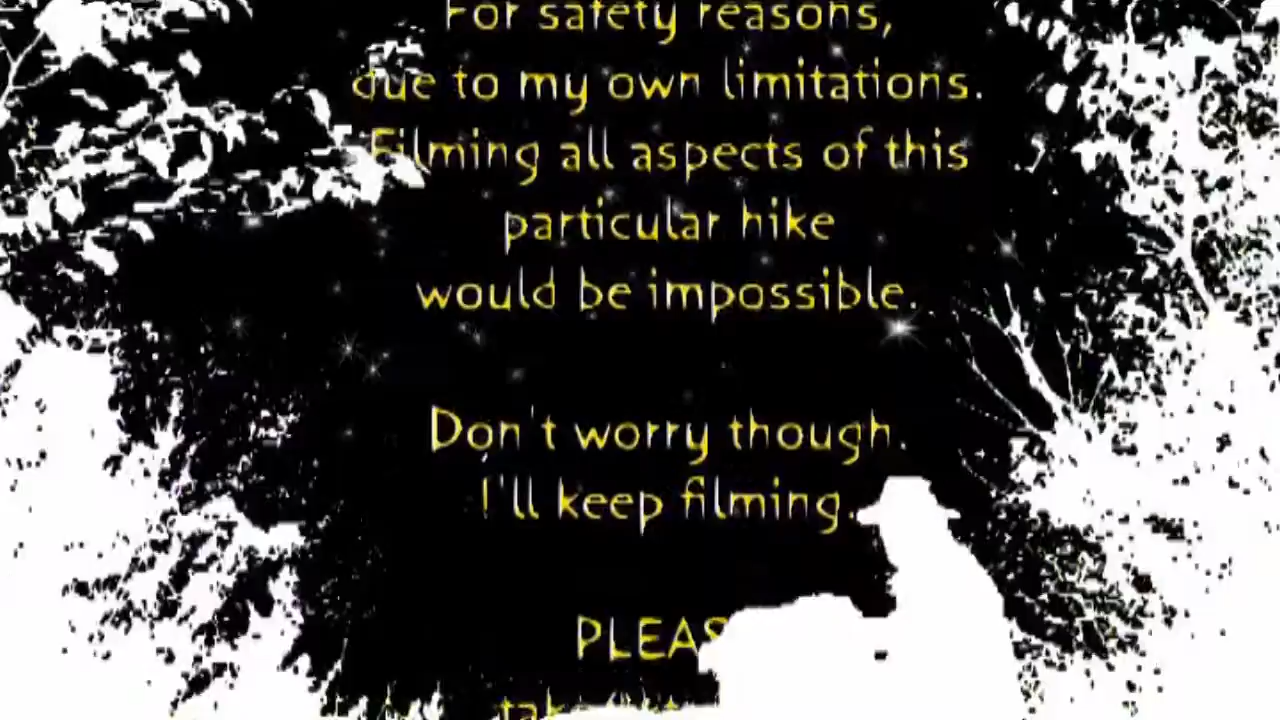 For safety reasons,
due to my own limitations.
Filming all aspects of this
particular hike
would be impossible.
Don't worry though.
I'll keep filming.